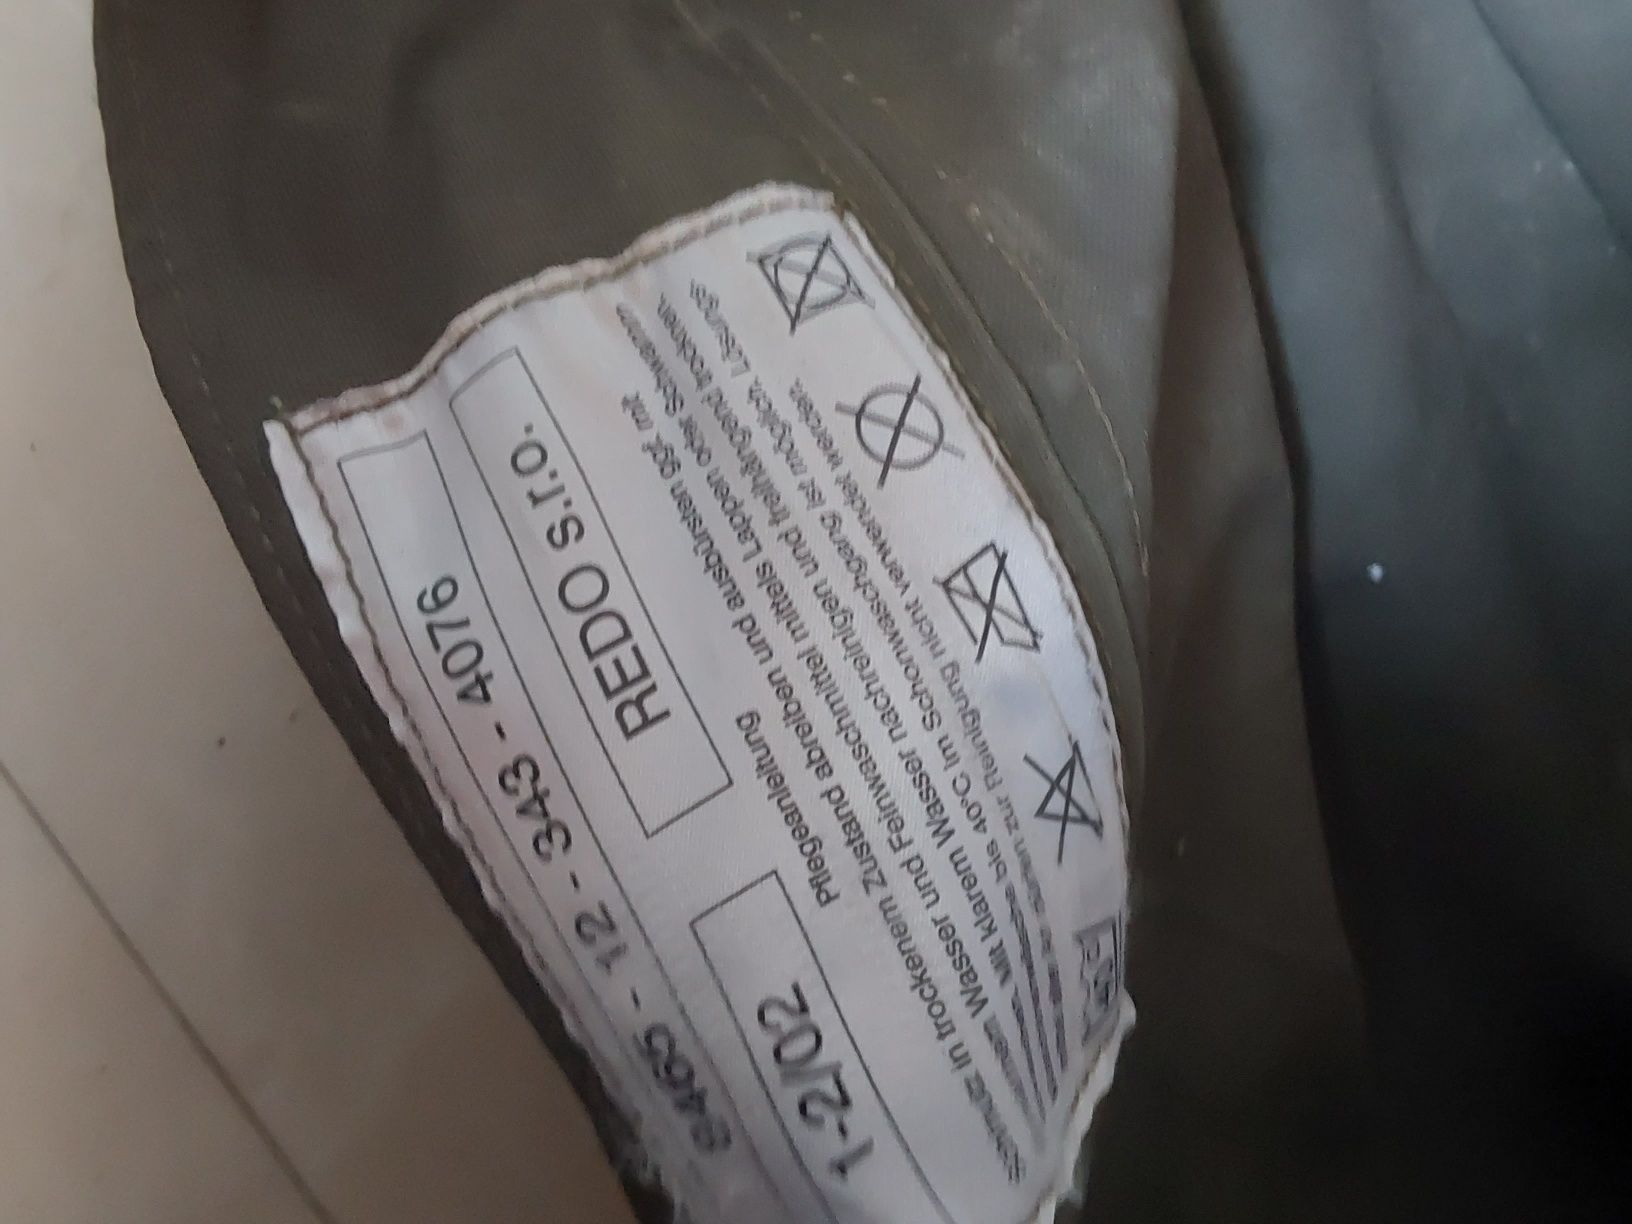 8465 - 12 - 343 - 4076
1-2/02
REDO s.r.o.
Pflegeanleitung
Schmutz in trockenem Zustand abreiben und ausbürsten ggf. mit
Wasser und Feinwaschmittel mittels Lappen oder Schwamm
Mit klarem Wasser nachreinigen und freihängend trocknen.
bis 40°C im Schonwaschgang ist möglich. Lösungs-
zur Reinigung nicht verwendet werden.